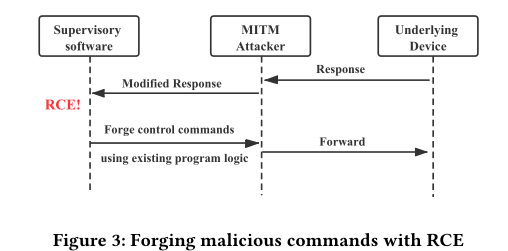 Supervisory software
MITM Attacker
Underlying Device
Response
Modified Response
RCE!
Forge control commands
using existing program logic
Forward
Figure 3: Forging malicious commands with RCE